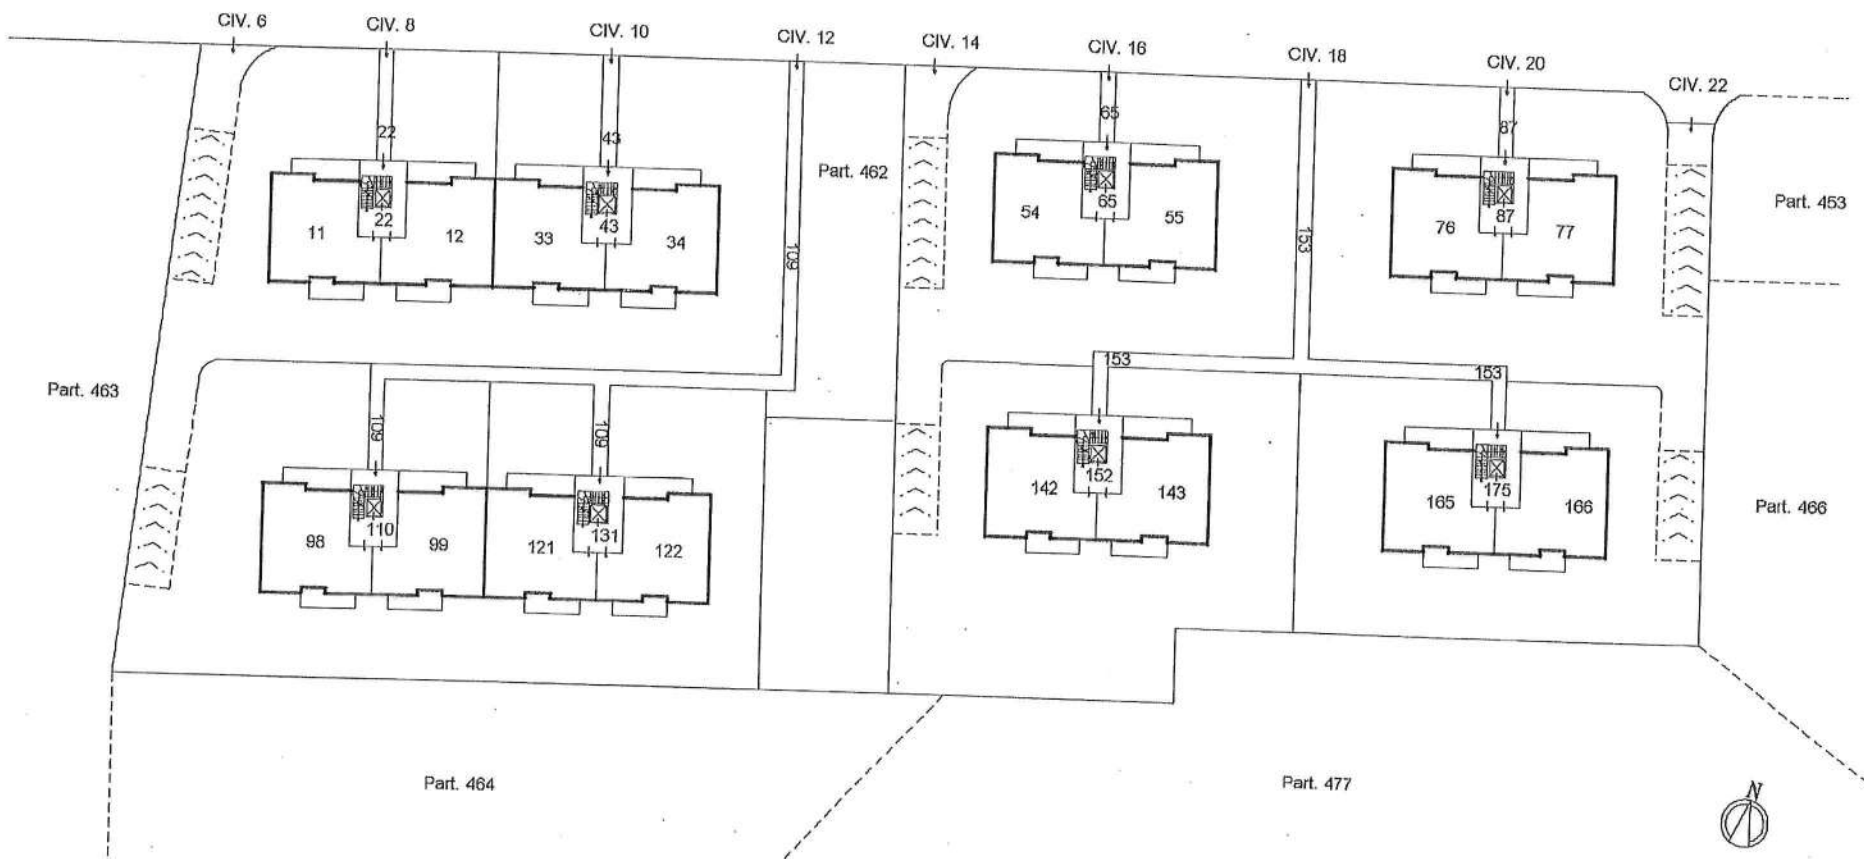 CIV. 6
CIV. 8
CIV. 10
CIV. 12
CIV. 14
CIV. 16
CIV. 18
CIV. 20
CIV. 22
22
43
65
87
Part. 462
Part. 453
11
22
12
33
43
34
54
65
55
76
87
77
109
153
Part. 463
153
153
109
109
98
110
99
121
131
122
142
152
143
165
175
166
Part. 466
Part. 464
Part. 477
N